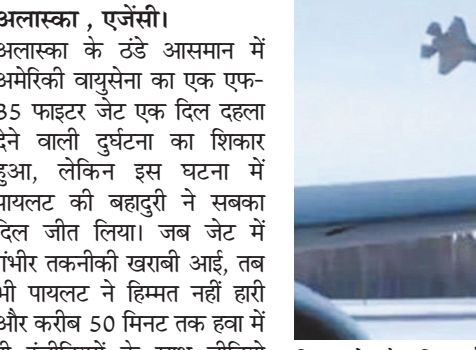 अलास्का , एजेंसी।
अलास्का के ठंडे आसमान में
अमेरिकी वायुसेना का एक एफ-
35 फाइटर जेट एक दिल दहला
देने वाली दुर्घटना का शिकार
हुआ, लेकिन इस घटना में
पायलट की बहादुरी ने सबका
दिल जीत लिया। जब जेट में
गंभीर तकनीकी खराबी आई, तब
भी पायलट ने हिम्मत नहीं हारी
और करीब 50 मिनट तक हवा में